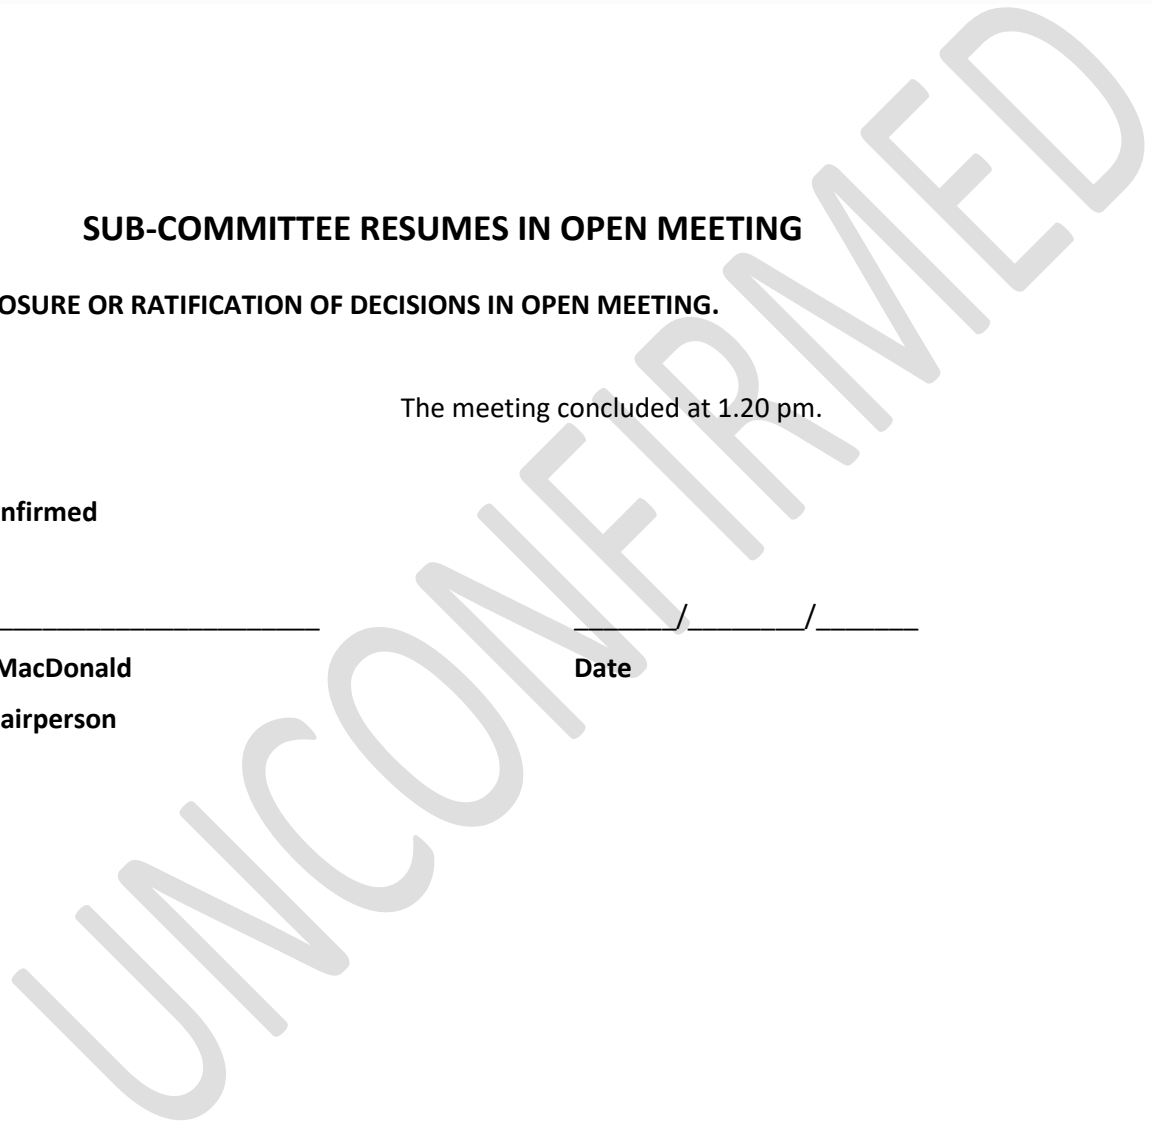 SUB-COMMITTEE RESUMES IN OPEN MEETING
OSURE OR RATIFICATION OF DECISIONS IN OPEN MEETING.
The meeting concluded at 1.20 pm.
nfirmed
______________________ _______/________/_______
MacDonald Date
airperson
UNCONFIRMED